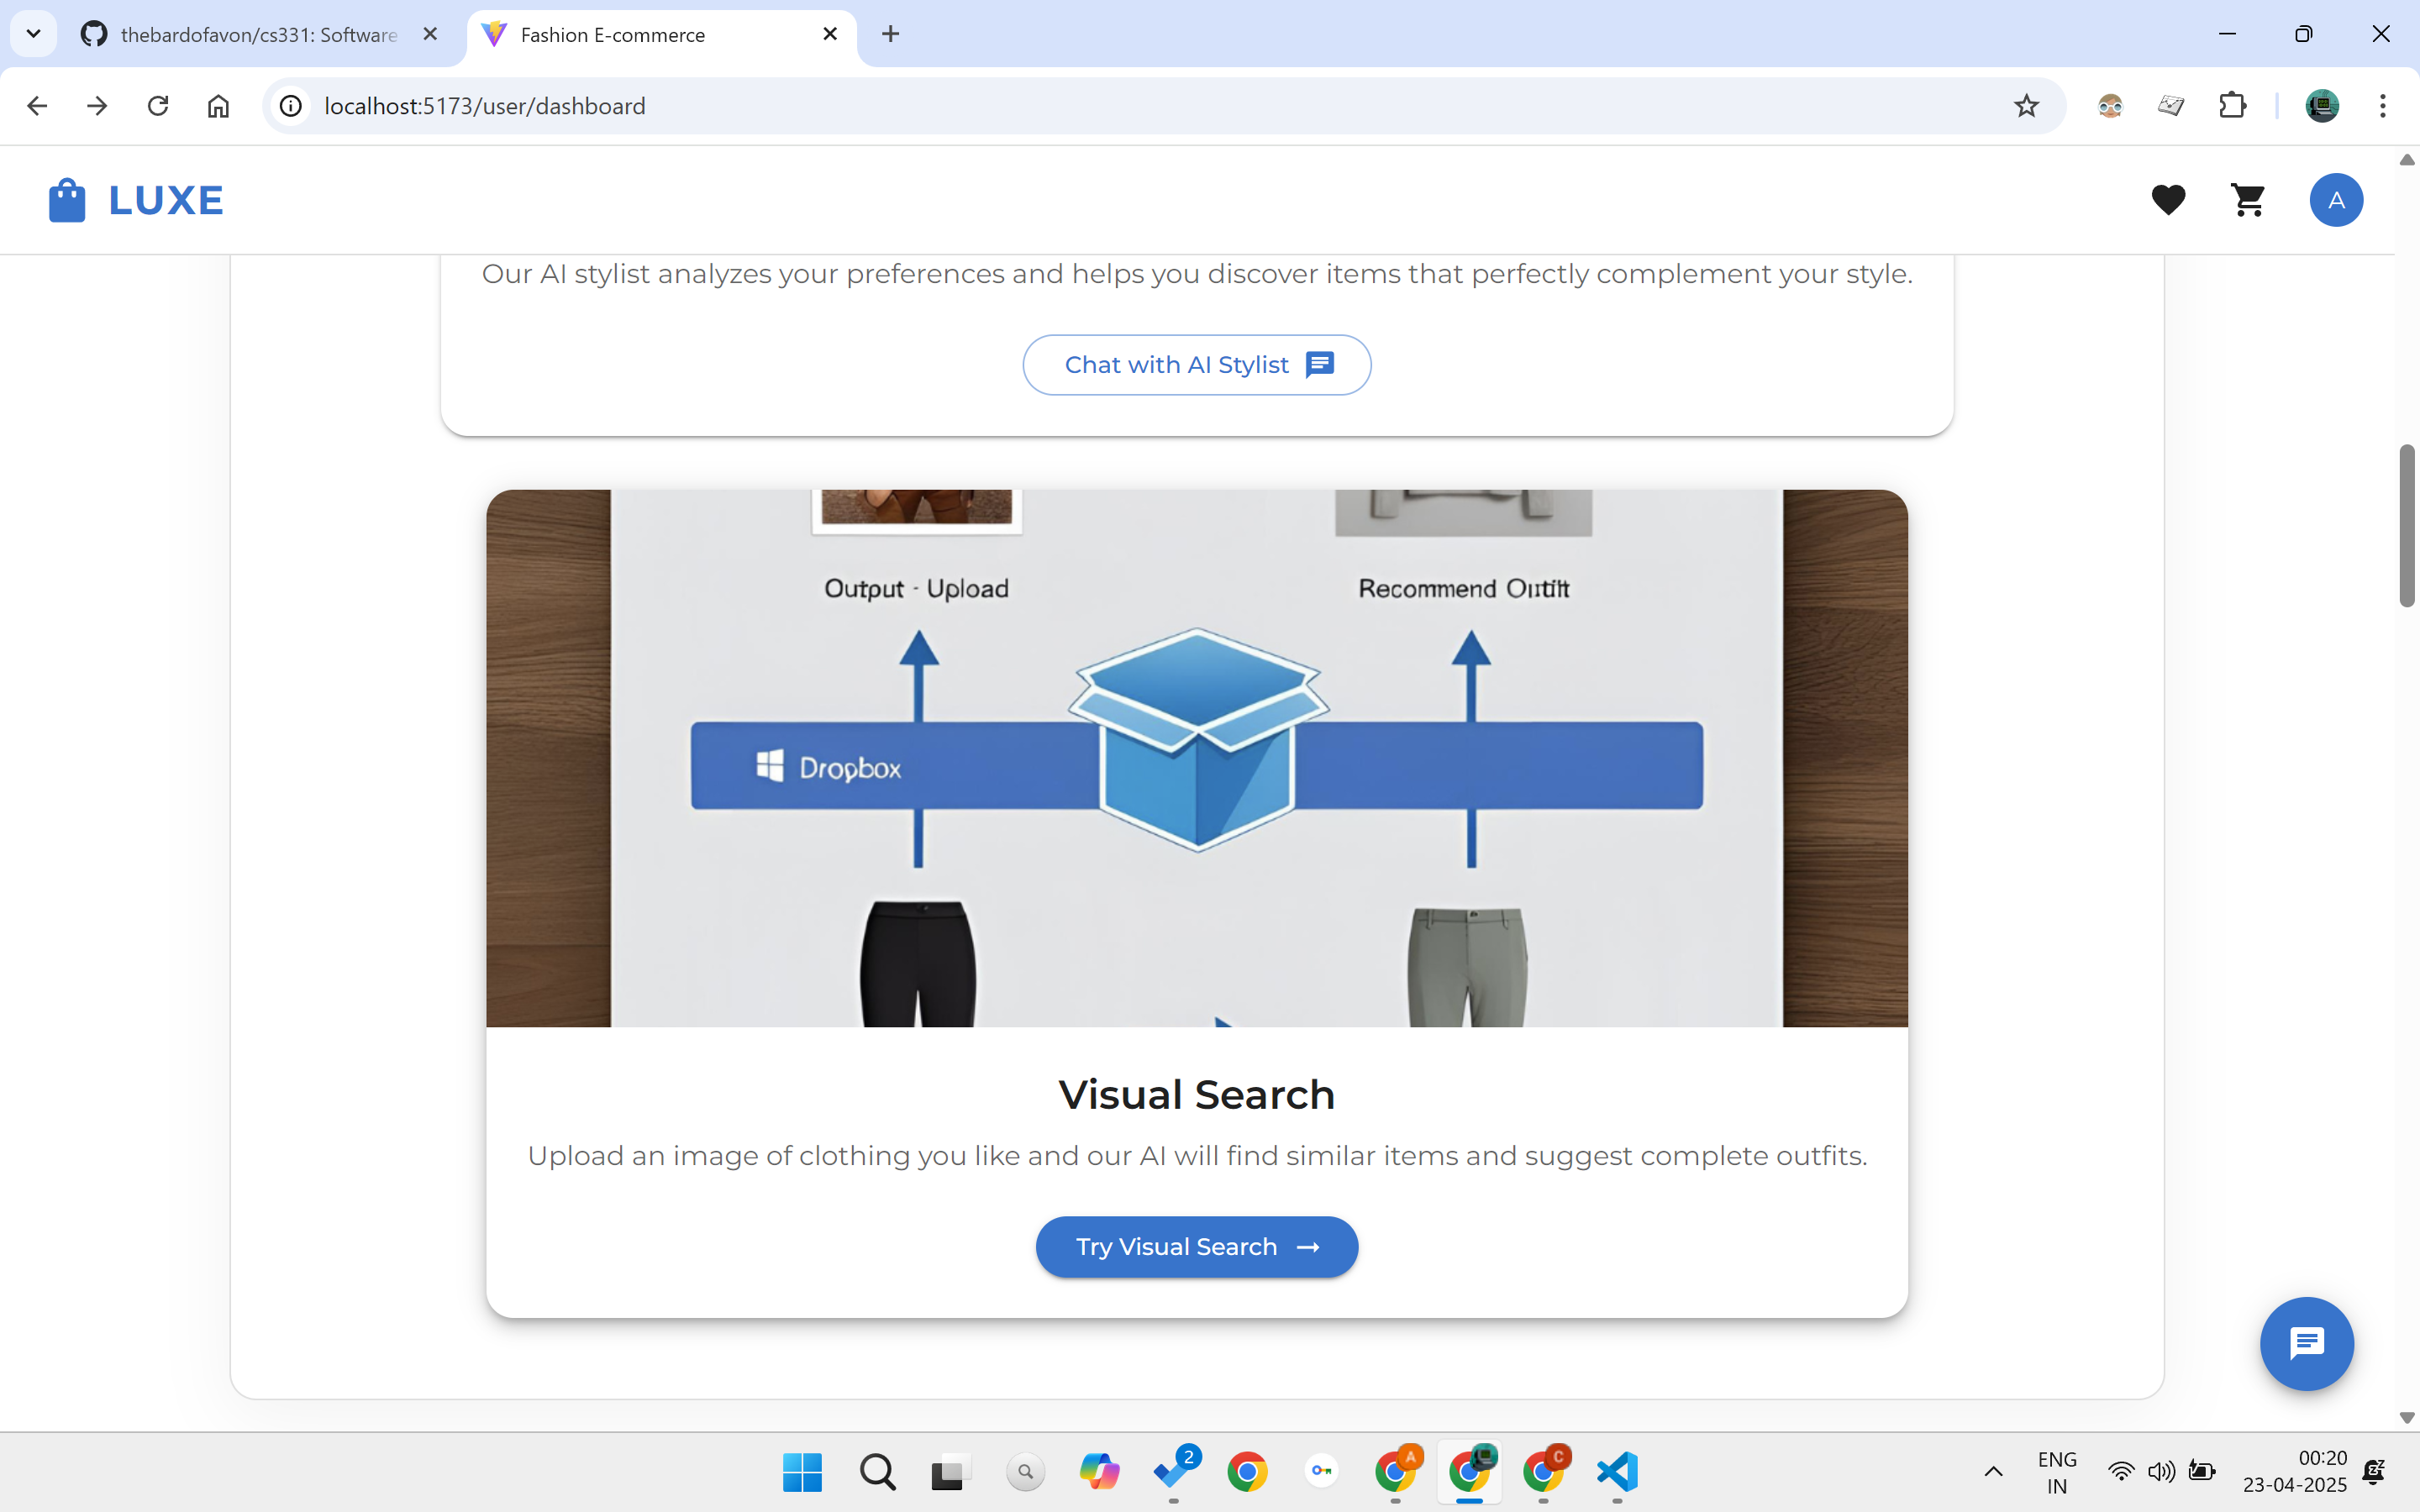 thebardofavon/cs331: Software
Fashion E-commerce
localhost:5173/user/dashboard
LUXE
A
Our AI stylist analyzes your preferences and helps you discover items that perfectly complement your style.
Chat with AI Stylist
Output - Upload
Recommend
Dropbox
Visual Search
Upload an image of clothing you like and our AI will find similar items and suggest complete outfits.
Try Visual Search →
2
A
C
ENG
IN
00:20
23-04-2025